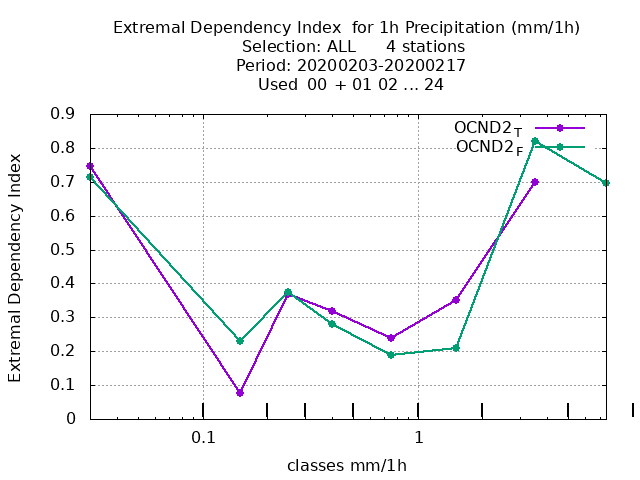 Extremal Dependency Index  for 1h Precipitation (mm/1h)
Selection: ALL      4 stations
Period: 20200203-20200217
Used  00  + 01 02 ... 24
OCND2_T
OCND2_F
Extremal Dependency Index
0.9
0.8
0.7
0.6
0.5
0.4
0.3
0.2
0.1
0
0.1 1
classes mm/1h